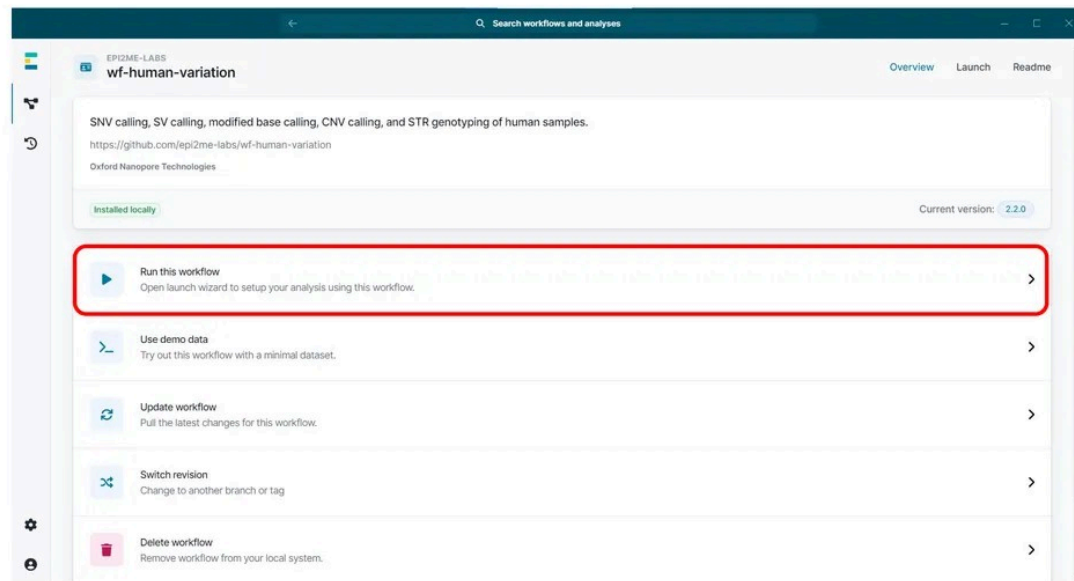 Search workflows and analyses
EPI2ME-LABS
wf-human-variation
Overview Launch Readme
SNV calling, SV calling, modified base calling, CNV calling, and STR genotyping of human samples.
https://github.com/epi2me-labs/wf-human-variation
Oxford Nanopore Technologies
Installed locally
Current version: 2.2.0
Run this workflow
Open launch wizard to setup your analysis using this workflow.
Use demo data
Try out this workflow with a minimal dataset.
Update workflow
Pull the latest changes for this workflow.
Switch revision
Change to another branch or tag
Delete workflow
Remove workflow from your local system.